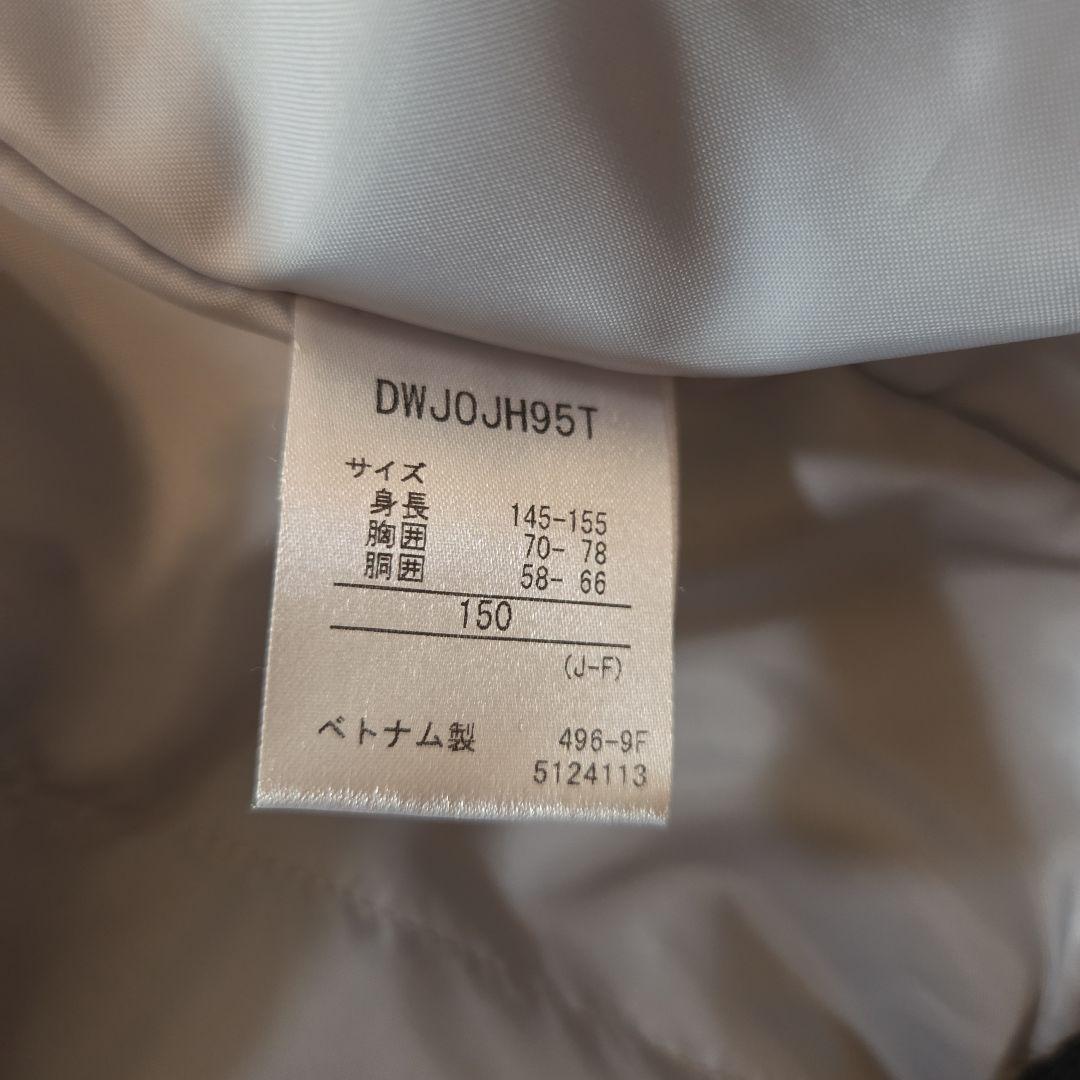 DWJOJH95T
サイズ
身長 145-155
胸囲 70- 78
胴囲 58- 66
150
(J-F)
ベトナム製 496-9F
5124113